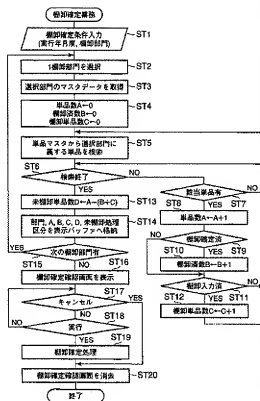 棚卸確定業務
棚卸確定条件入力
(実行年月度, 棚卸部門)
ST1
1棚卸部門を選択
ST2
選択部門のマスタデータを取得
ST3
単品数A←0
棚卸済数B←0
棚卸単品数C←0
ST4
単品マスタから選択部門に
属する単品を検索
ST5
ST6
検索終了
NO
YES
該当単品有
NO
ST8
YES
ST7
単品数A←A+1
未棚卸単品数D←A-(B+C)
ST13
部門, A, B, C, D, 未棚卸処理
区分を表示バッファへ格納
ST14
棚卸確定済
NO
ST10
YES
ST9
棚卸済数B←B+1
YES
次の棚卸部門有
ST15
NO
ST16
棚卸確定確認画面を表示
棚卸入力済
NO
ST12
YES
ST11
棚卸単品数C←C+1
ST17
キャンセル
YES
NO
ST18
NO
実行
YES
ST19
棚卸確定処理
棚卸確定確認画面を消去
ST20
終了